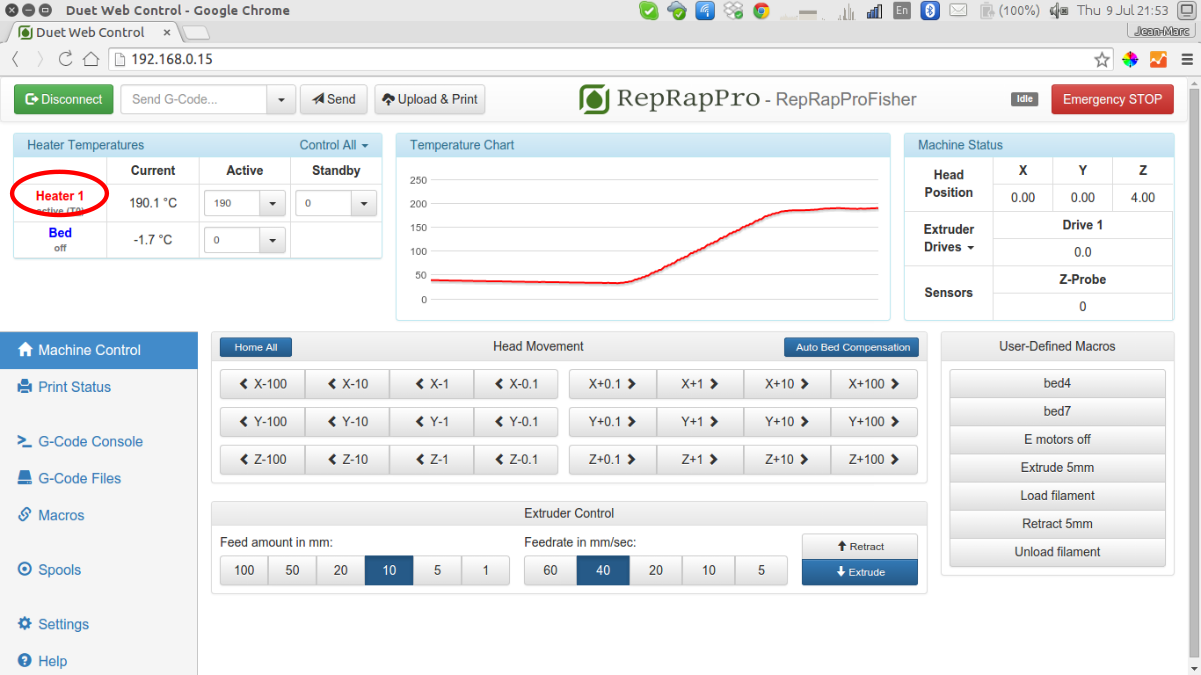 Duet Web Control - Google Chrome
En
(100%)
Thu 9 Jul 21:53
Duet Web Control
Jean-Marc
192.168.0.15
Disconnect
Send G-Code...
Send
Upload & Print
RepRapPro - RepRapProFisher
Idle
Emergency STOP
Heater Temperatures
Control All
Current Active Standby
Heater 1
active (T0)
190.1 °C
190
0
Bed
off
-1.7 °C
0
Temperature Chart
250
200
150
100
50
0
Machine Status
Head
Position
X Y Z
0.00 0.00 4.00
Extruder
Drives
Drive 1
0.0
Sensors
Z-Probe
0
Machine Control
Print Status
G-Code Console
G-Code Files
Macros
Spools
Settings
Help
Home All
Head Movement
Auto Bed Compensation
X-100 X-10 X-1 X-0.1 X+0.1 X+1 X+10 X+100
Y-100 Y-10 Y-1 Y-0.1 Y+0.1 Y+1 Y+10 Y+100
Z-100 Z-10 Z-1 Z-0.1 Z+0.1 Z+1 Z+10 Z+100
Extruder Control
Feed amount in mm:
100 50 20 10 5 1
Feedrate in mm/sec:
60 40 20 10 5
Retract
Extrude
User-Defined Macros
bed4
bed7
E motors off
Extrude 5mm
Load filament
Retract 5mm
Unload filament